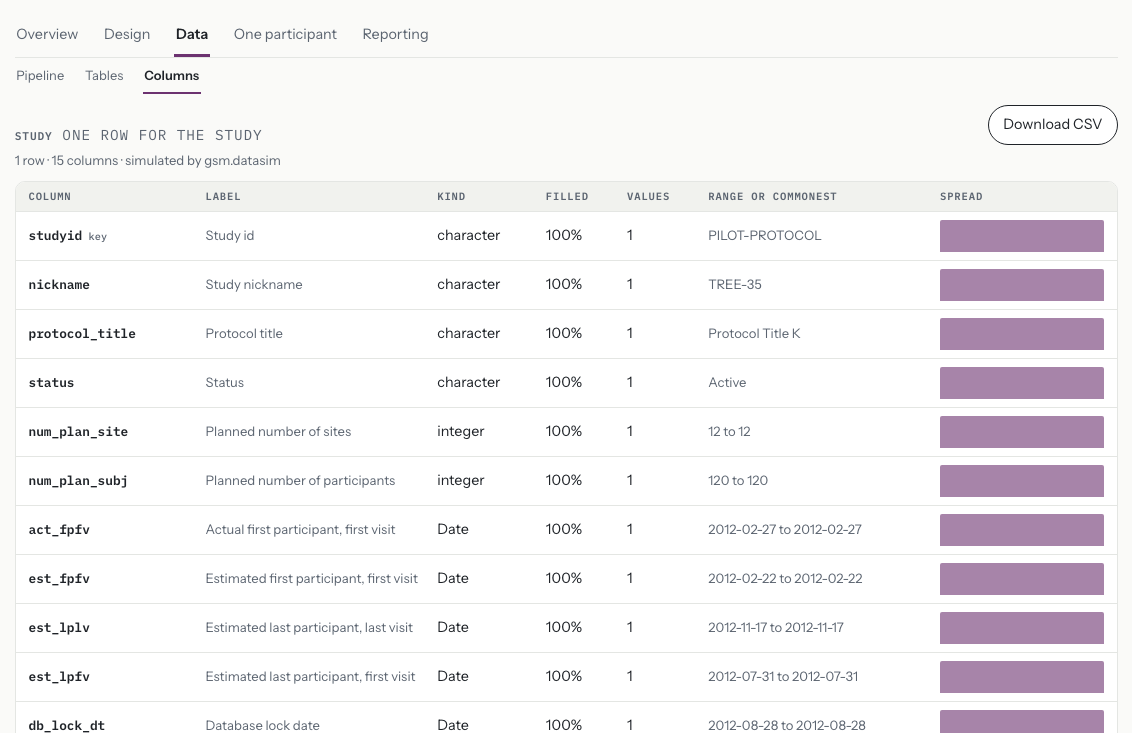 Overview Design Data One participant Reporting
Pipeline Tables Columns
STUDY ONE ROW FOR THE STUDY
Download CSV
1 row · 15 columns · simulated by gsm.datasim
COLUMN LABEL KIND FILLED VALUES RANGE OR COMMONEST SPREAD
studyid key Study id character 100% 1 PILOT-PROTOCOL
nickname Study nickname character 100% 1 TREE-35
protocol_title Protocol title character 100% 1 Protocol Title K
status Status character 100% 1 Active
num_plan_site Planned number of sites integer 100% 1 12 to 12
num_plan_subj Planned number of participants integer 100% 1 120 to 120
act_fpfv Actual first participant, first visit Date 100% 1 2012-02-27 to 2012-02-27
est_fpfv Estimated first participant, first visit Date 100% 1 2012-02-22 to 2012-02-22
est_lplv Estimated last participant, last visit Date 100% 1 2012-11-17 to 2012-11-17
est_lpfv Estimated last participant, first visit Date 100% 1 2012-07-31 to 2012-07-31
db_lock_dt Database lock date Date 100% 1 2012-08-28 to 2012-08-28